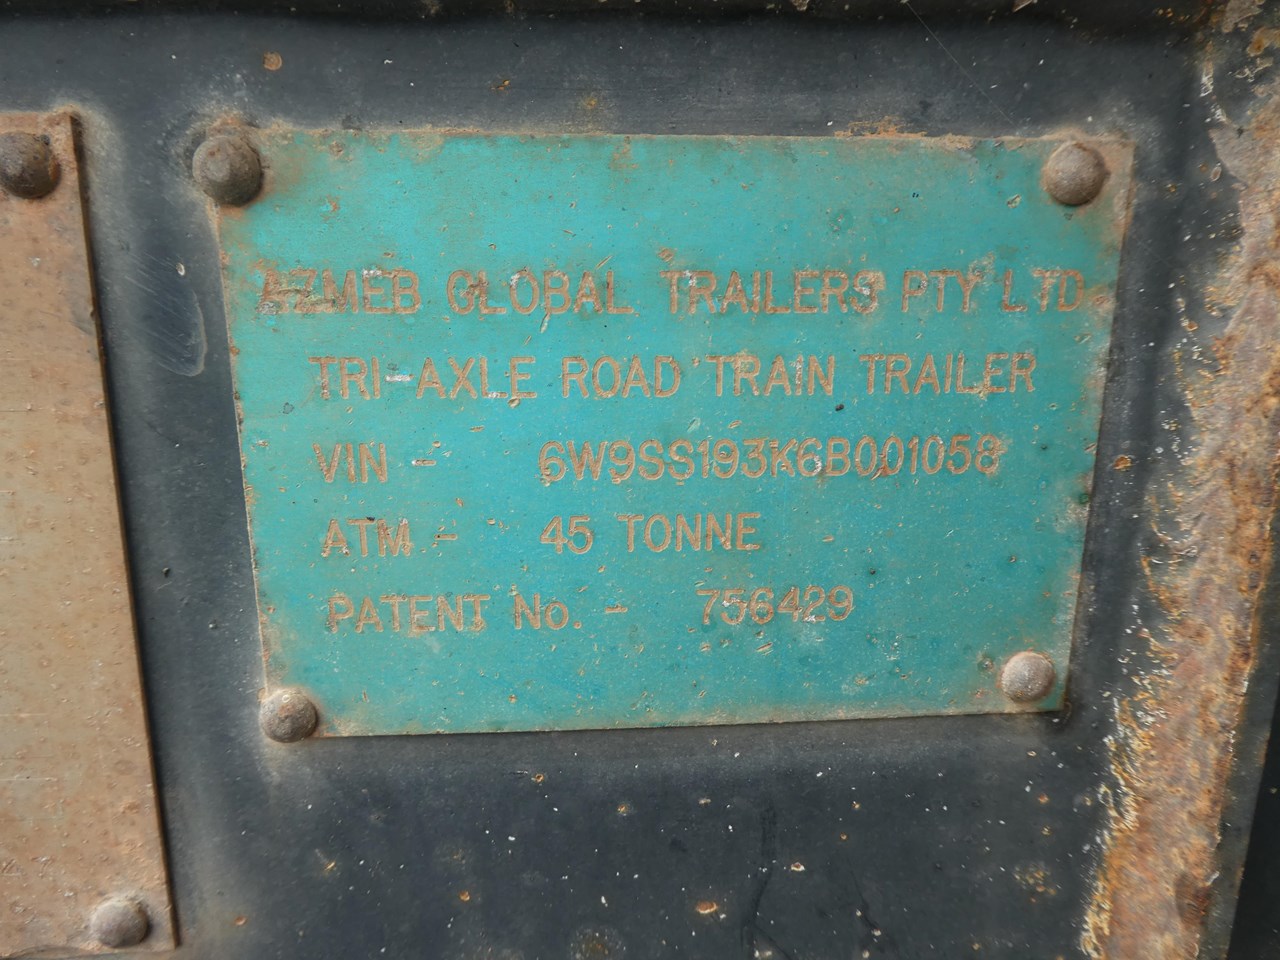 AZMEB GLOBAL TRAILERS PTY LTD
TRI-AXLE ROAD TRAIN TRAILER
VIN - 6W9SS193K6B001058
ATM - 45 TONNE
PATENT No. - 756429